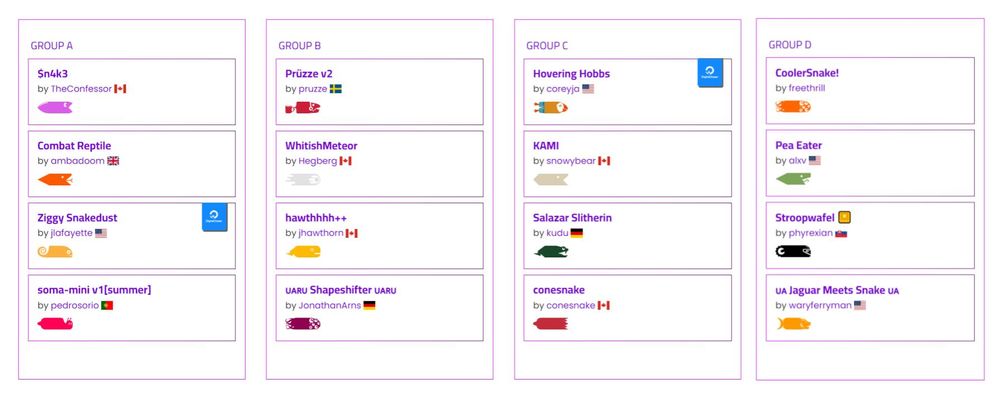 GROUP A
$n4k3
by TheConfessor
Combat Reptile
by ambadoom
Ziggy Snakedust
by jlafayette
soma-mini v1[summer]
by pedrosorio
GROUP B
Prüzze v2
by pruzze
WhitishMeteor
by Hegberg
hawthhhh++
by jhawthorn
UARU Shapeshifter UARU
by JonathanArns
GROUP C
Hovering Hobbs
by coreyja
DigitalOcean
KAMI
by snowybear
Salazar Slitherin
by kudu
conesnake
by conesnake
GROUP D
CoolerSnake!
by freethrill
Pea Eater
by alxv
Stroopwafel
by phyrexian
UA Jaguar Meets Snake UA
by waryferryman